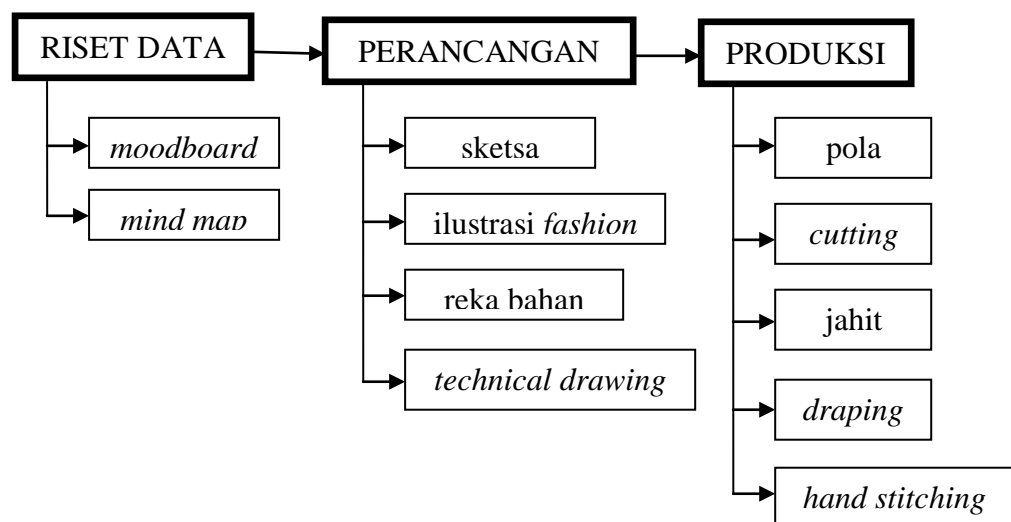 RISET DATA
PERANCANGAN
PRODUKSI
moodboard
mind map
sketsa
ilustrasi fashion
reka bahan
technical drawing
pola
cutting
jahit
draping
hand stitching